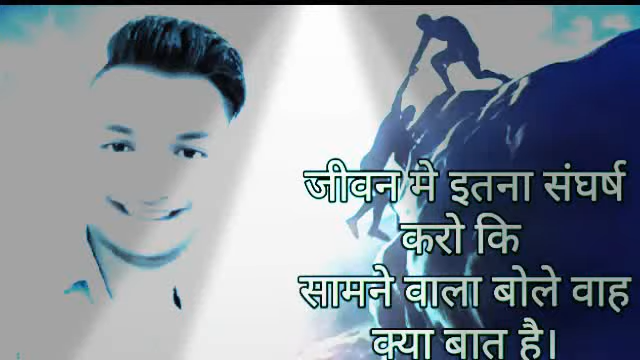 जीवन मे इतना संघर्ष
करो कि
सामने वाला बोले वाह
क्या बात है।